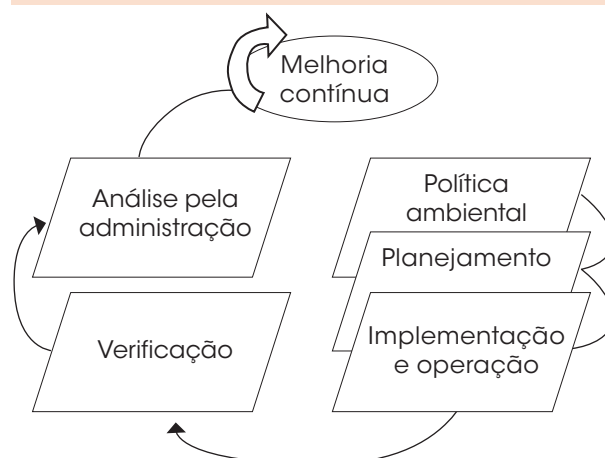 Melhoria
contínua
Análise pela
administração
Política
ambiental
Planejamento
Verificação
Implementação
e operação